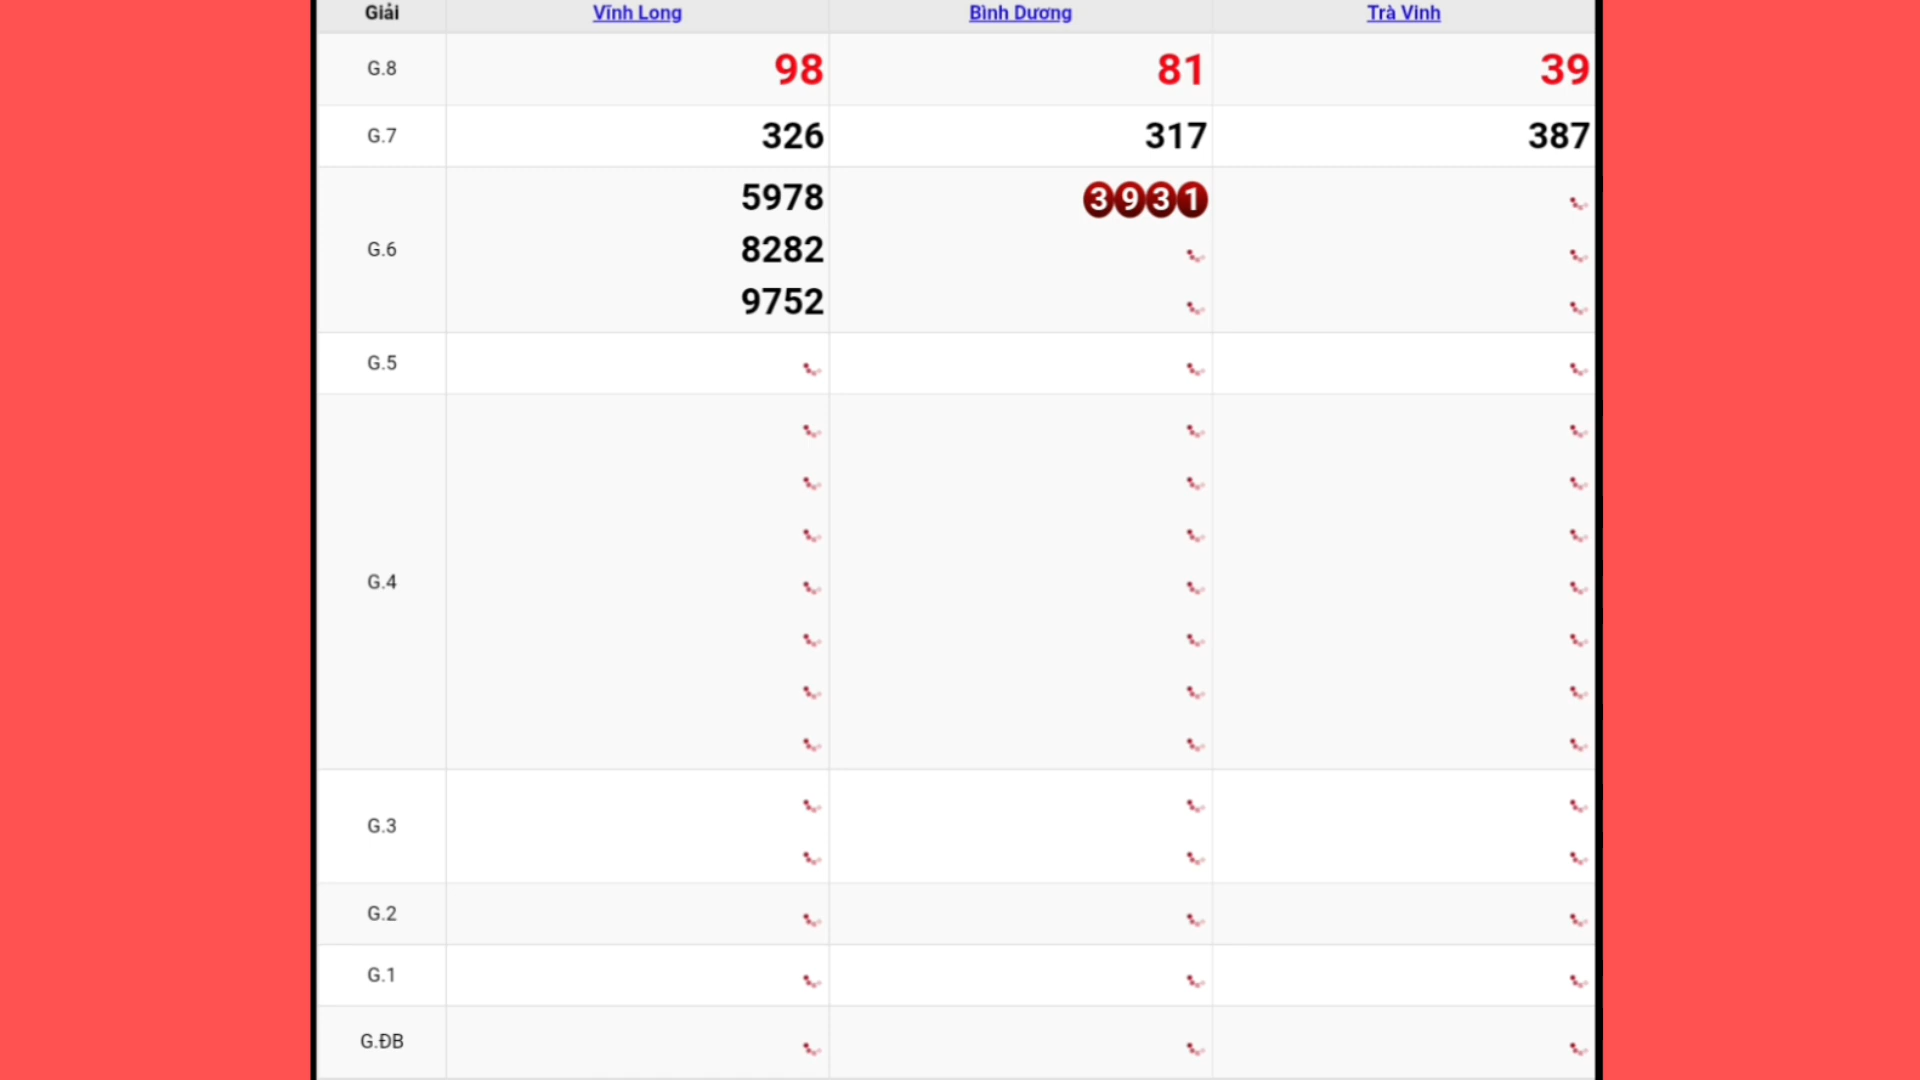 Giải Vĩnh Long Bình Dương Trà Vinh
G.8 98 81 39
G.7 326 317 387
G.6 5978 3931
8282
9752
G.5
G.4
G.3
G.2
G.1
G.ĐB